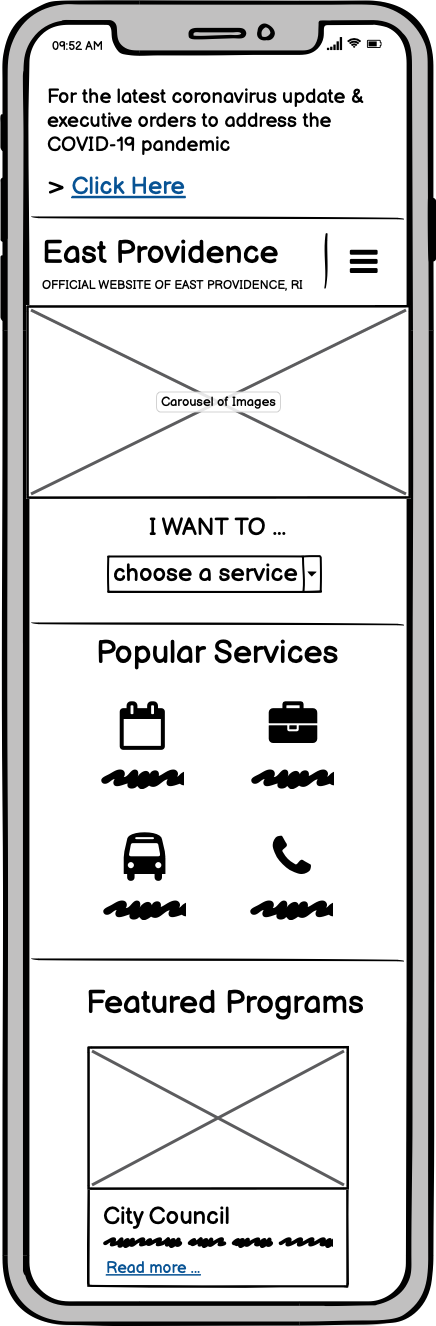 09:52 AM
For the latest coronavirus update &
executive orders to address the
COVID-19 pandemic
> Click Here
East Providence
OFFICIAL WEBSITE OF EAST PROVIDENCE, RI
Carousel of Images
I WANT TO ...
choose a service
Popular Services
Featured Programs
City Council
Read more ...